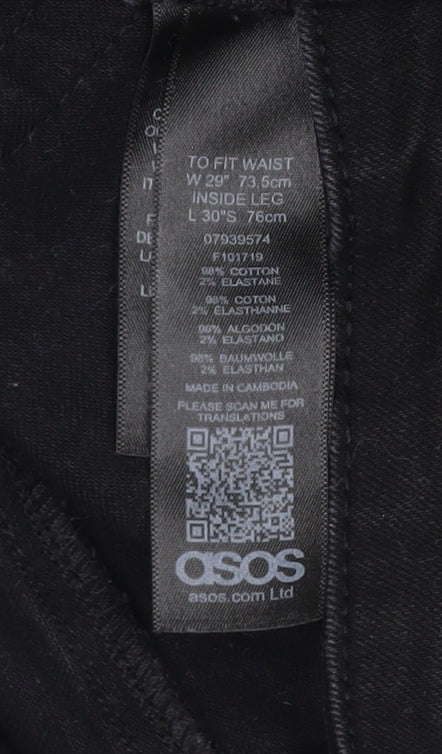 TO FIT WAIST
W 29" 73.5cm
INSIDE LEG
L 30"S 76cm
07939574
F101719
98% COTTON
2% ELASTANE
98% COTON
2% ÉLASTHANNE
98% ALGODÓN
2% ELASTANO
98% BAUMWOLLE
2% ELASTHAN
MADE IN CAMBODIA
PLEASE SCAN ME FOR
TRANSLATIONS
asos
asos.com Ltd